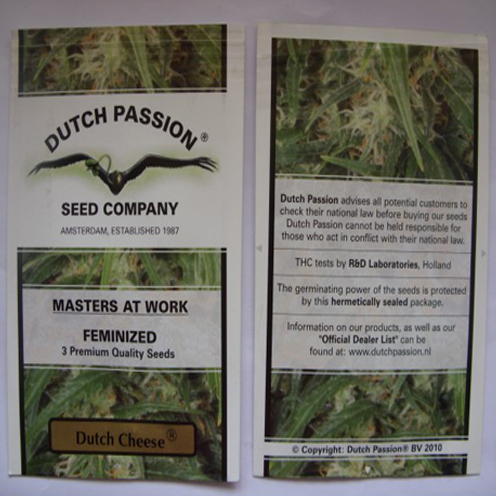 DUTCH PASSION®
SEED COMPANY
AMSTERDAM, ESTABLISHED 1987
MASTERS AT WORK
FEMINIZED
3 Premium Quality Seeds
Dutch Cheese®
Dutch Passion advises all potential customers to
check their national law before buying our seeds
Dutch Passion cannot be held responsible for
those who act in conflict with their national law.
THC tests by R&D Laboratories, Holland
The germinating power of the seeds is protected
by this hermetically sealed package.
Information on our products, as well as our
"Official Dealer List" can be
found at: www.dutchpassion.nl
© Copyright: Dutch Passion® BV 2010